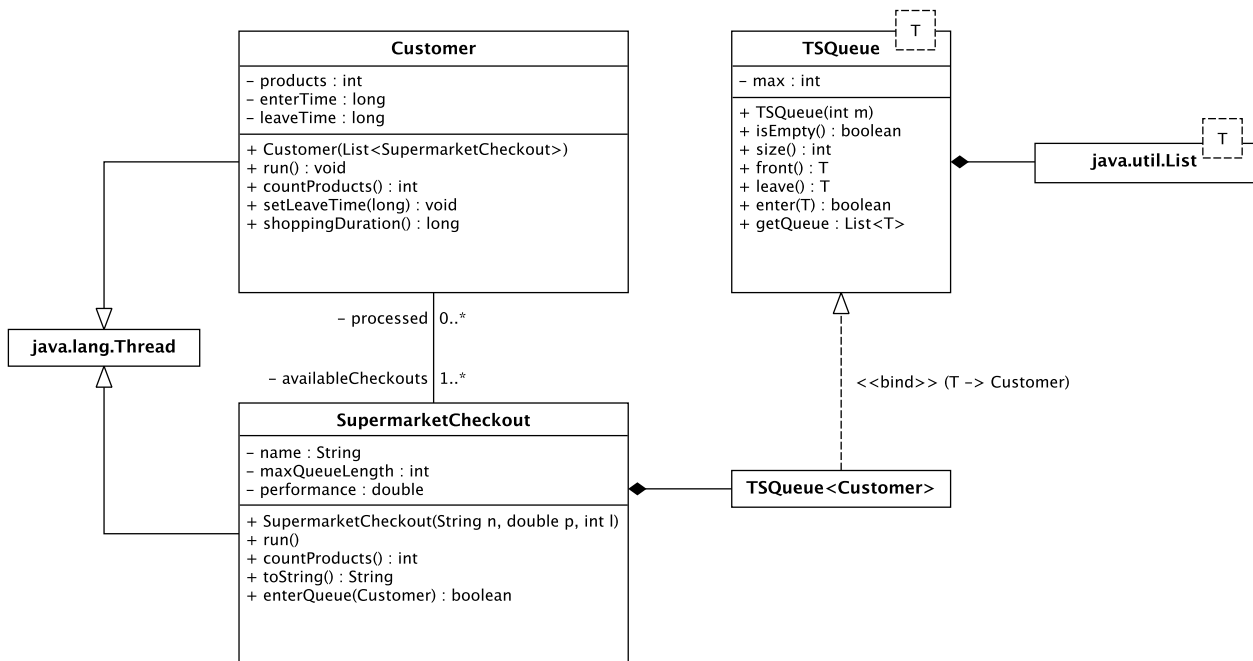 Customer
– products : int
– enterTime : long
– leaveTime : long
+ Customer(List<SupermarketCheckout>)
+ run() : void
+ countProducts() : int
+ setLeaveTime(long) : void
+ shoppingDuration() : long
T
TSQueue
– max : int
+ TSQueue(int m)
+ isEmpty() : boolean
+ size() : int
+ front() : T
+ leave() : T
+ enter(T) : boolean
+ getQueue : List<T>
T
java.util.List
java.lang.Thread
– processed 0..*
– availableCheckouts 1..*
<<bind>> (T –> Customer)
SupermarketCheckout
– name : String
– maxQueueLength : int
– performance : double
+ SupermarketCheckout(String n, double p, int l)
+ run()
+ countProducts() : int
+ toString() : String
+ enterQueue(Customer) : boolean
TSQueue<Customer>